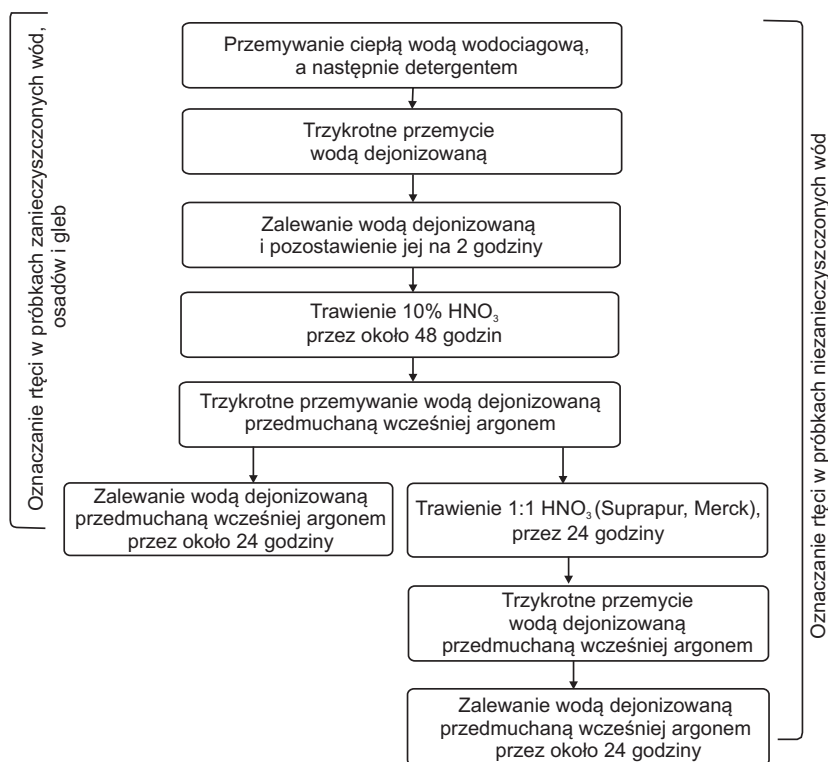 Oznaczanie rtęci w próbkach zanieczyszczonych wód,
osadów i gleb
Przemywanie ciepłą wodą wodociagową,
a następnie detergentem
Trzykrotne przemycie
wodą dejonizowaną
Zalewanie wodą dejonizowaną
i pozostawienie jej na 2 godziny
Trawienie 10% HNO₃
przez około 48 godzin
Trzykrotne przemywanie wodą dejonizowaną
przedmuchaną wcześniej argonem
Zalewanie wodą dejonizowaną
przedmuchaną wcześniej argonem
przez około 24 godziny
Trawienie 1:1 HNO₃ (Suprapur, Merck),
przez 24 godziny
Trzykrotne przemycie
wodą dejonizowaną
przedmuchaną wcześniej argonem
Zalewanie wodą dejonizowaną
przedmuchaną wcześniej argonem
przez około 24 godziny
Oznaczanie rtęci w próbkach niezanieczyszczonych wód